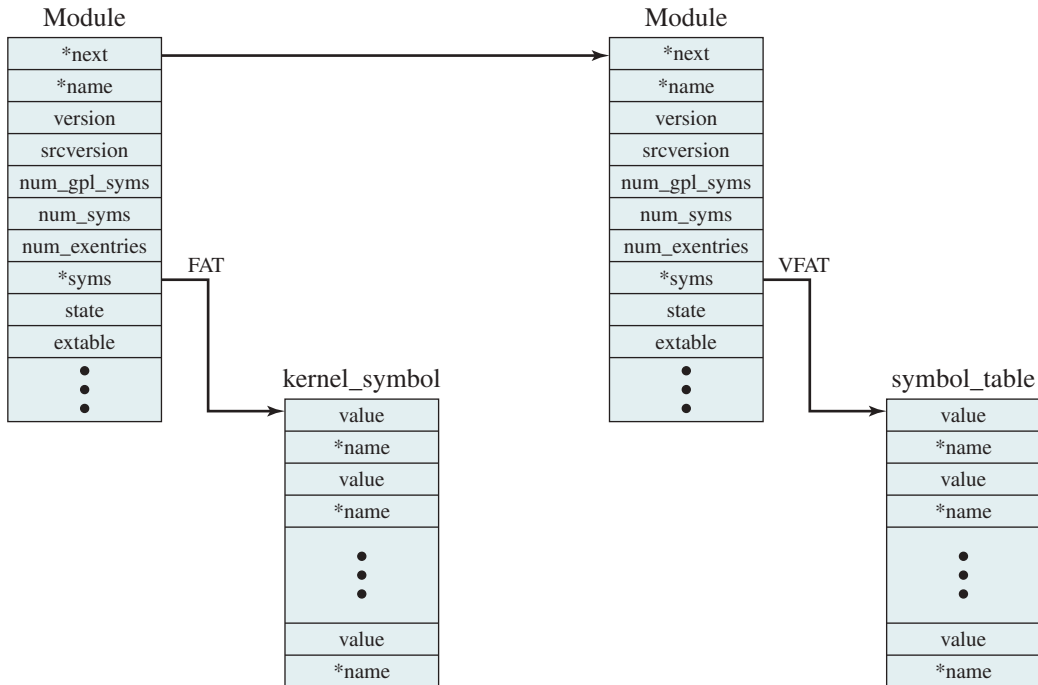 Module
*next
*name
version
srcversion
num_gpl_syms
num_syms
num_exentries
*syms
state
extable
FAT
kernel_symbol
value
*name
value
*name
value
*name
Module
*next
*name
version
srcversion
num_gpl_syms
num_syms
num_exentries
*syms
state
extable
VFAT
symbol_table
value
*name
value
*name
value
*name